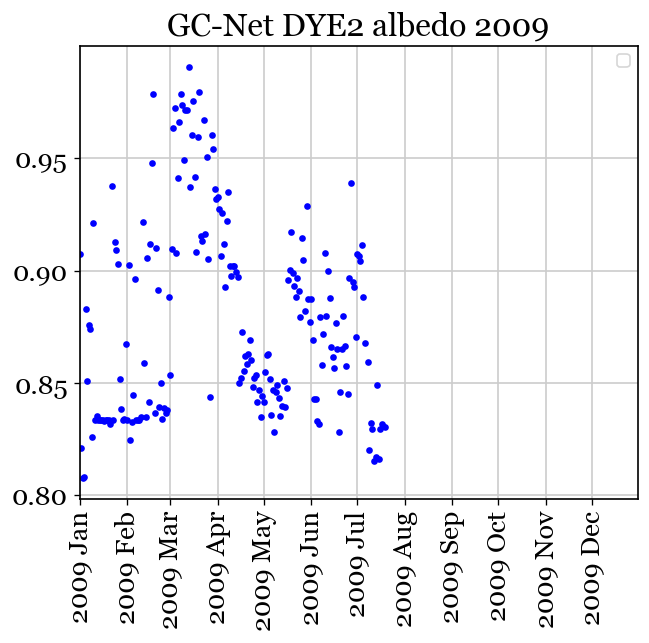 GC-Net DYE2 albedo 2009
0.95
0.90
0.85
0.80
2009 Jan
2009 Feb
2009 Mar
2009 Apr
2009 May
2009 Jun
2009 Jul
2009 Aug
2009 Sep
2009 Oct
2009 Nov
2009 Dec